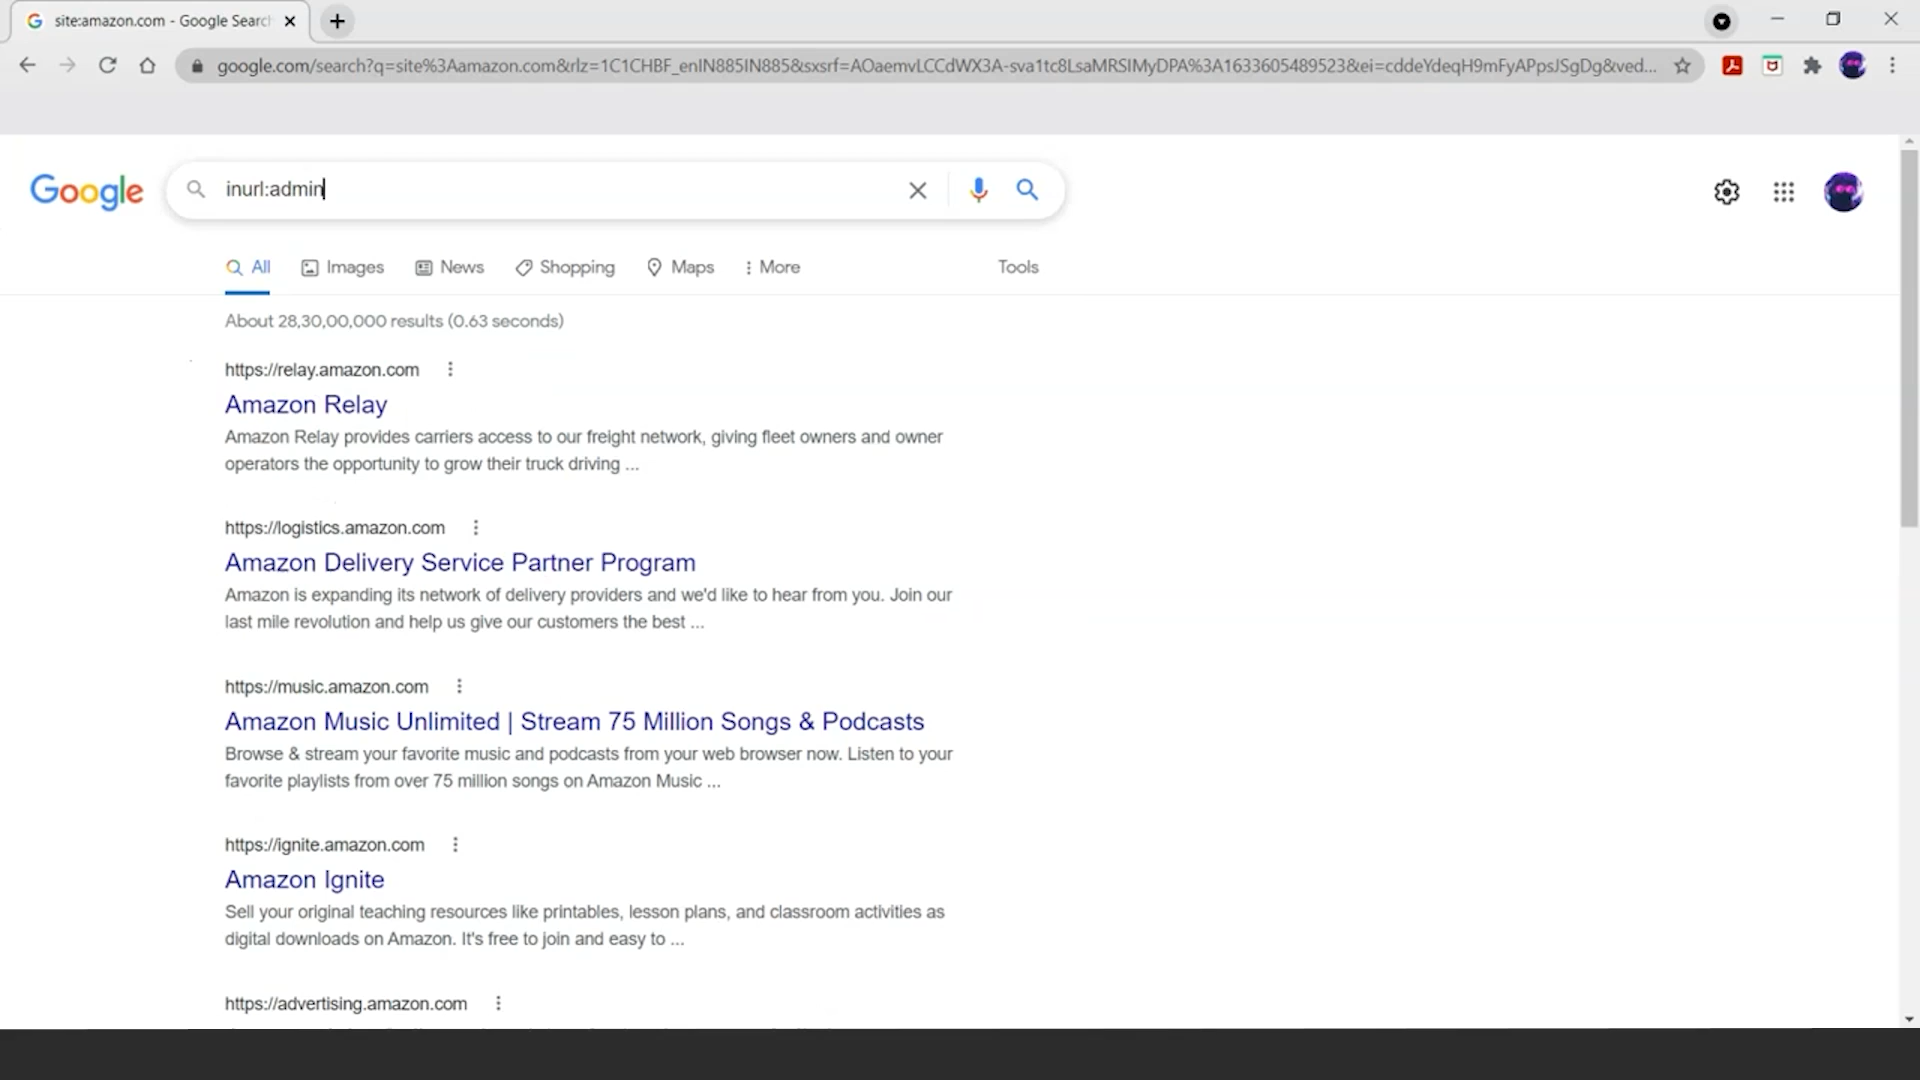 site:amazon.com - Google Search
google.com/search?q=site%3Aamazon.com&rlz=1C1CHBF_enIN885IN885&sxsrf=AOaemvLCCdWX3A-sva1tc8LsaMRSIMyDPA%3A1633605489523&ei=cddeYdeqH9mFyAPpsJSgDg&ved...
Google
inurl:admin
All
Images
News
Shopping
Maps
More
Tools
About 28,30,00,000 results (0.63 seconds)
https://relay.amazon.com
Amazon Relay
Amazon Relay provides carriers access to our freight network, giving fleet owners and owner
operators the opportunity to grow their truck driving ...
https://logistics.amazon.com
Amazon Delivery Service Partner Program
Amazon is expanding its network of delivery providers and we'd like to hear from you. Join our
last mile revolution and help us give our customers the best ...
https://music.amazon.com
Amazon Music Unlimited | Stream 75 Million Songs & Podcasts
Browse & stream your favorite music and podcasts from your web browser now. Listen to your
favorite playlists from over 75 million songs on Amazon Music ...
https://ignite.amazon.com
Amazon Ignite
Sell your original teaching resources like printables, lesson plans, and classroom activities as
digital downloads on Amazon. It's free to join and easy to ...
https://advertising.amazon.com